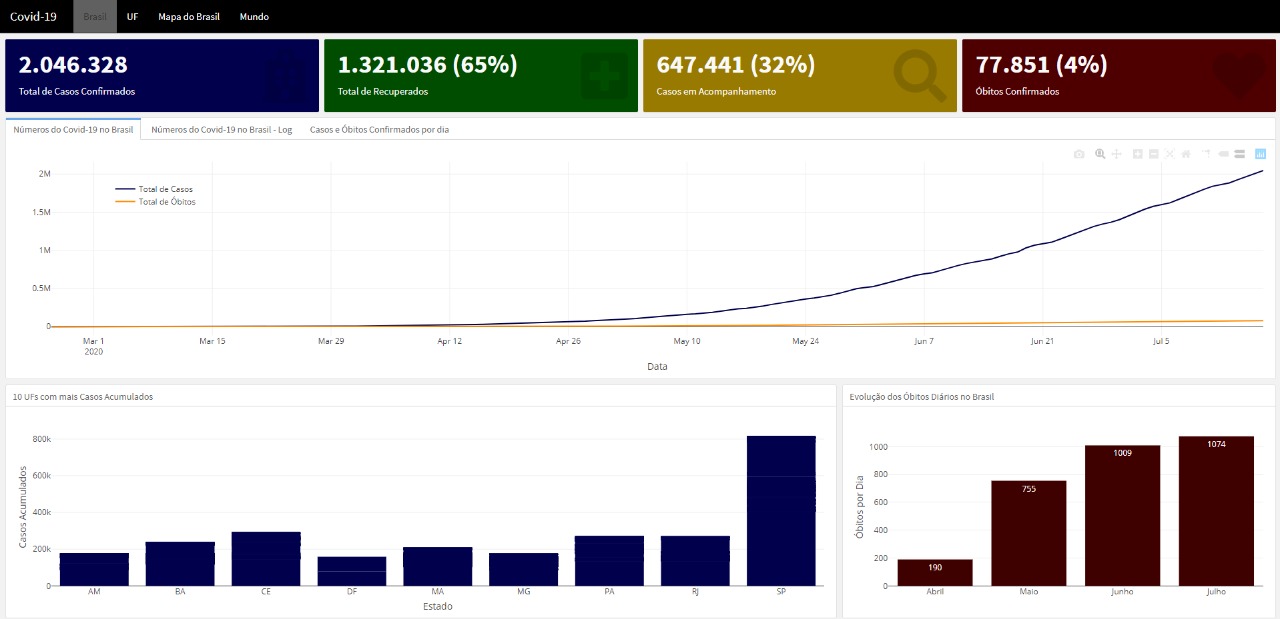 Covid-19 Brasil UF Mapa do Brasil Mundo
2.046.328
Total de Casos Confirmados
1.321.036 (65%)
Total de Recuperados
647.441 (32%)
Casos em Acompanhamento
77.851 (4%)
Óbitos Confirmados
Números do Covid-19 no Brasil Números do Covid-19 no Brasil - Log Casos e Óbitos Confirmados por dia
Total de Casos
Total de Óbitos
2M
1.5M
1M
0.5M
0
Mar 1 Mar 15 Mar 29 Apr 12 Apr 26 May 10 May 24 Jun 7 Jun 21 Jul 5
2020
Data
10 UFs com mais Casos Acumulados
Casos Acumulados
800k
600k
400k
200k
0
AM BA CE DF MA MG PA RJ SP
Estado
Evolução dos Óbitos Diários no Brasil
Óbitos por Dia
1000
800
600
400
200
0
190
755
1009
1074
Abril Maio Junho Julho